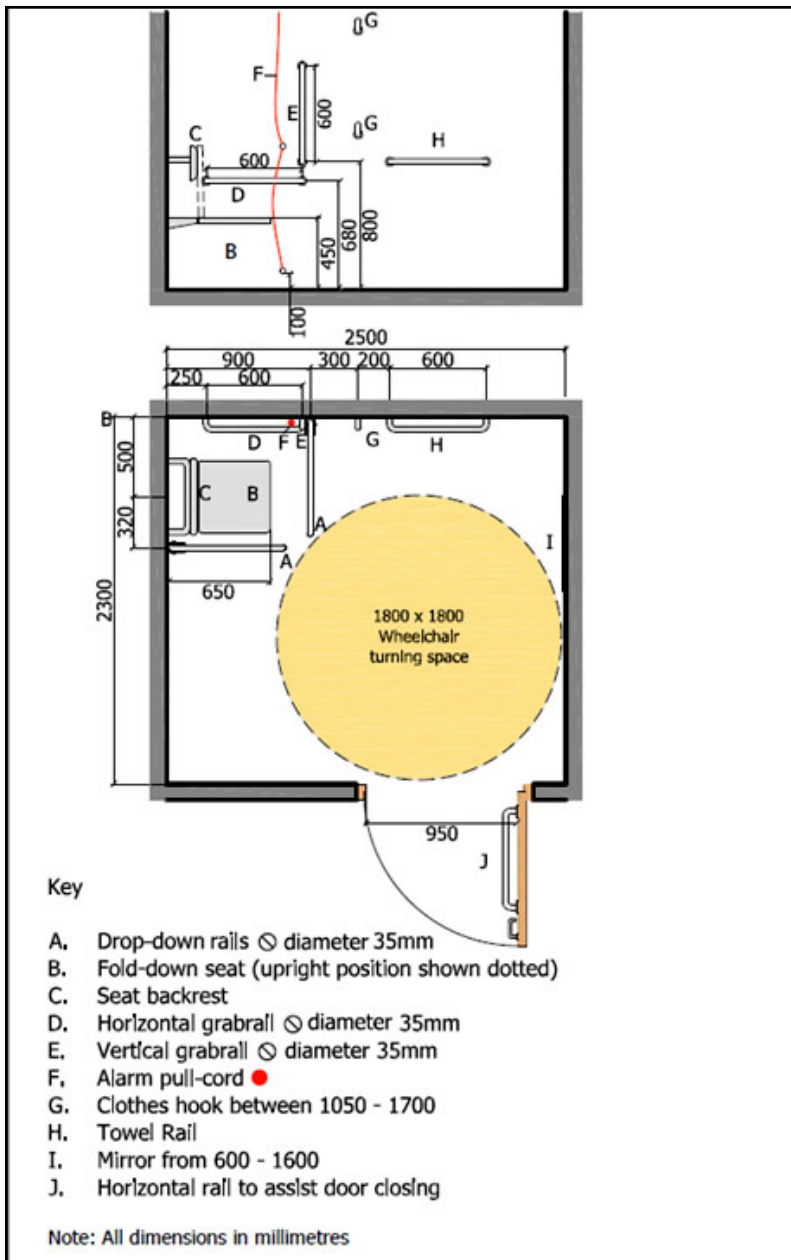 G
F
E
600
G
C
H
600
D
B
450
680
800
100
2500
900 300 200 600
250 600
B
D F E G H
500
C B
A
I
320
A
650
2300
1800 x 1800
Wheelchair
turning space
950
J
Key
A. Drop-down rails ⦸ diameter 35mm
B. Fold-down seat (upright position shown dotted)
C. Seat backrest
D. Horizontal grabrail ⦸ diameter 35mm
E. Vertical grabrail ⦸ diameter 35mm
F. Alarm pull-cord
G. Clothes hook between 1050 - 1700
H. Towel Rail
I. Mirror from 600 - 1600
J. Horizontal rail to assist door closing
Note: All dimensions in millimetres